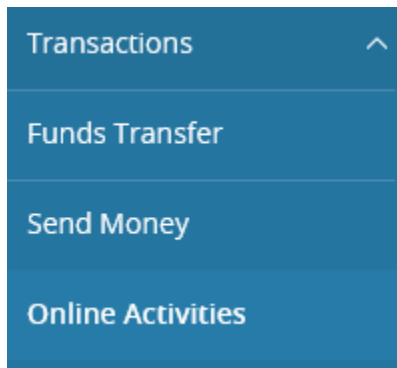 Transactions
Funds Transfer
Send Money
Online Activities